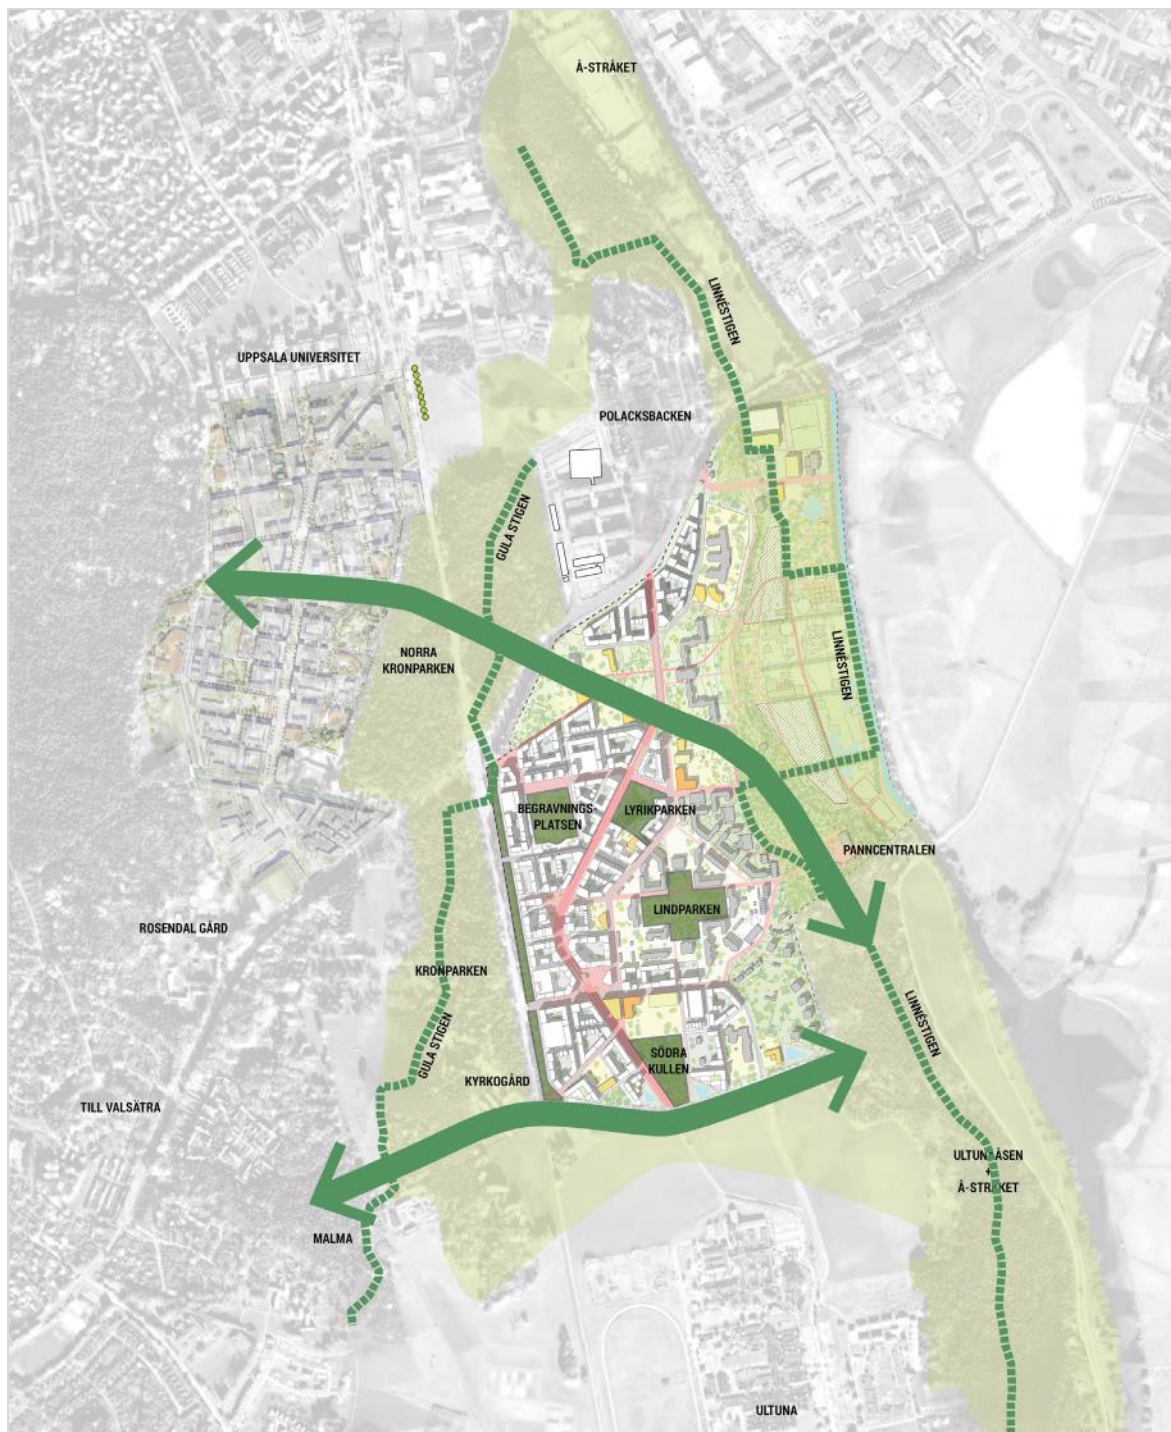 Å-STRÅKET
LINNÉSTIGEN
UPPSALA UNIVERSITET
POLACKSBACKEN
GULA STIGEN
NORRA
KRONPARKEN
LINNÉSTIGEN
BEGRAVNINGS-
PLATSEN
LYRIKPARKEN
PANNCENTRALEN
LINDPARKEN
ROSENDAL GÅRD
KRONPARKEN
LINNÉSTIGEN
GULA STIGEN
SÖDRA
KULLEN
KYRKOGÅRD
TILL VALSÄTRA
Å-STRÅKET
MALMA
ULTUNA